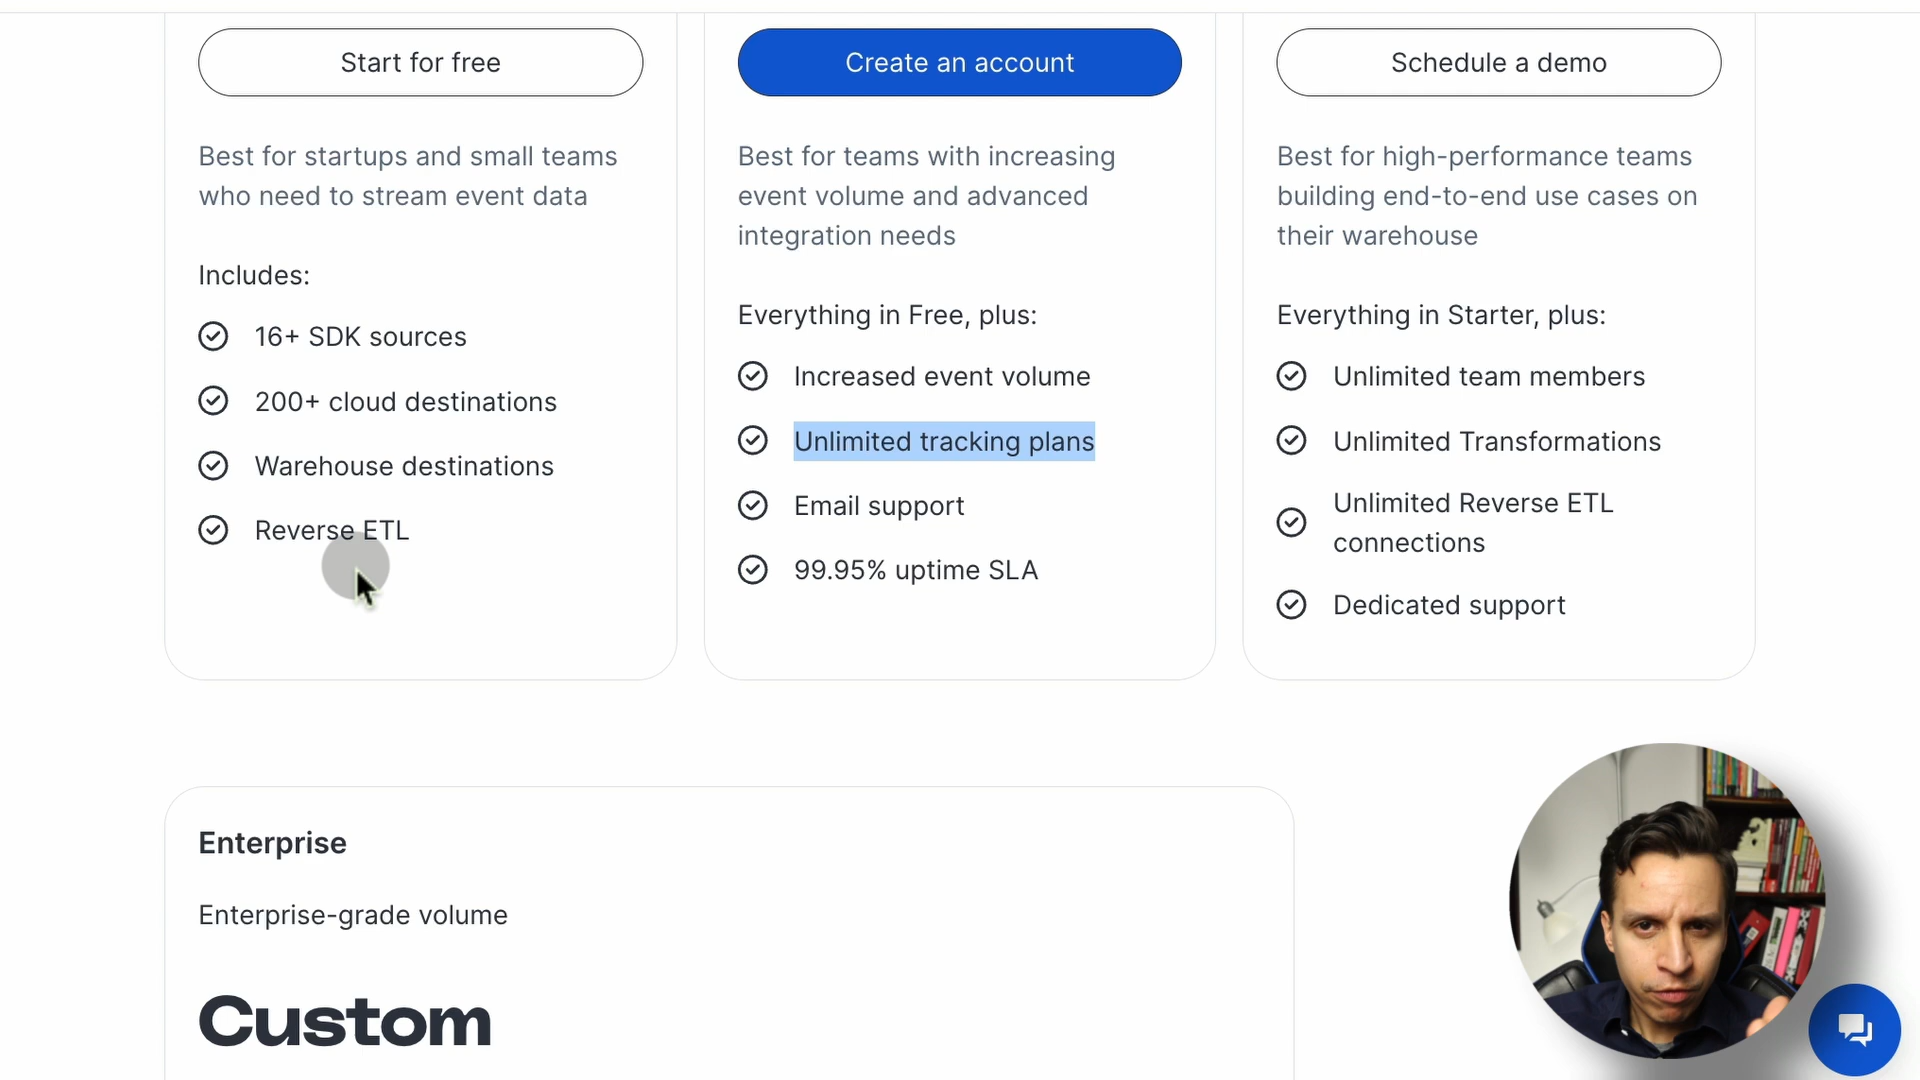 Start for free
Best for startups and small teams
who need to stream event data
Includes:
16+ SDK sources
200+ cloud destinations
Warehouse destinations
Reverse ETL
Create an account
Best for teams with increasing
event volume and advanced
integration needs
Everything in Free, plus:
Increased event volume
Unlimited tracking plans
Email support
99.95% uptime SLA
Schedule a demo
Best for high-performance teams
building end-to-end use cases on
their warehouse
Everything in Starter, plus:
Unlimited team members
Unlimited Transformations
Unlimited Reverse ETL
connections
Dedicated support
Enterprise
Enterprise-grade volume
Custom